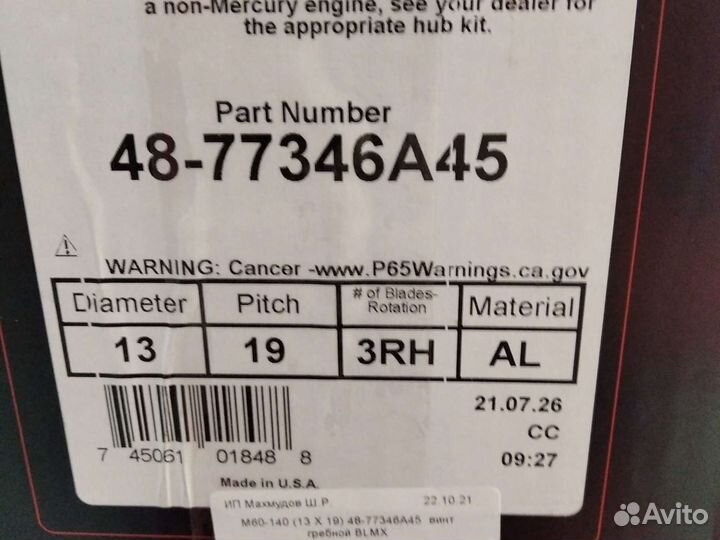 a non-Mercury engine, see your dealer for
the appropriate hub kit.
Part Number
48-77346A45
WARNING: Cancer -www.P65Warnings.ca.gov
Diameter Pitch # of Blades- Rotation Material
13 19 3RH AL
7 45061 01848 8
21.07.26
CC
09:27
Made in U.S.A.
ИП Махмудов Ш.Р. 22.10.21
М60-140 (13 X 19) 48-77346A45 винт
гребной BLMX
Avito